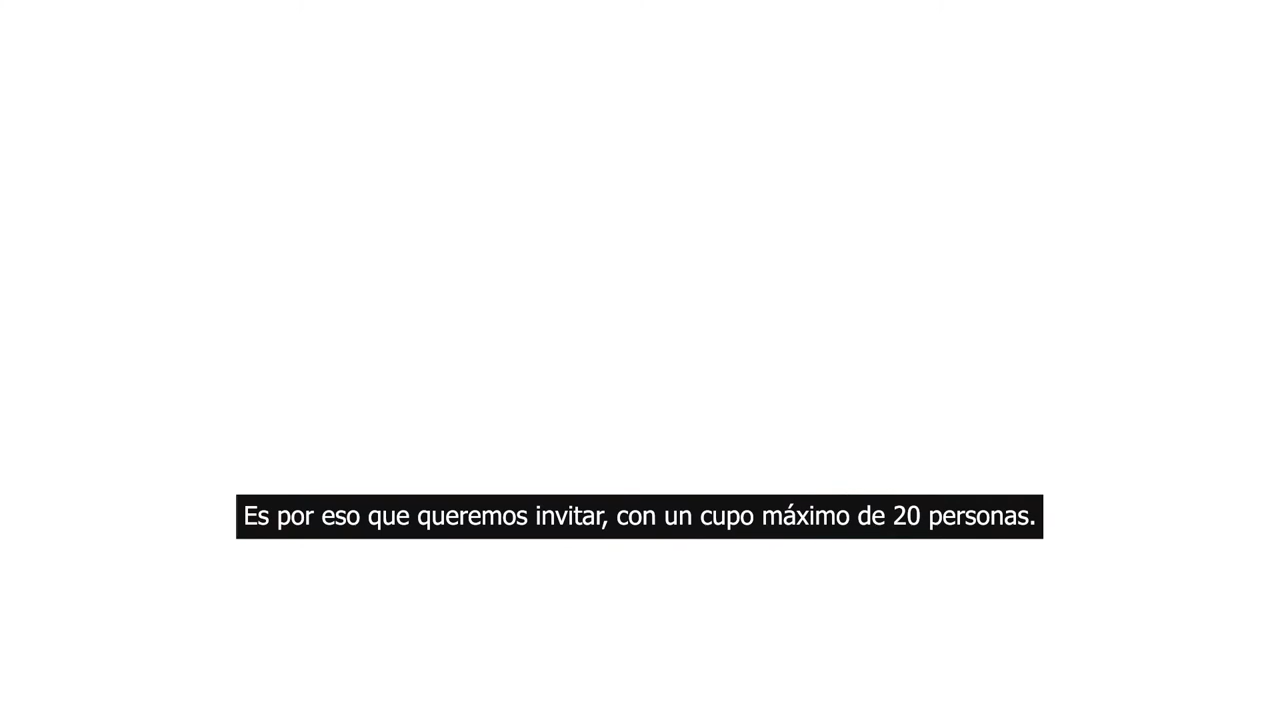 Es por eso que queremos invitar, con un cupo máximo de 20 personas.